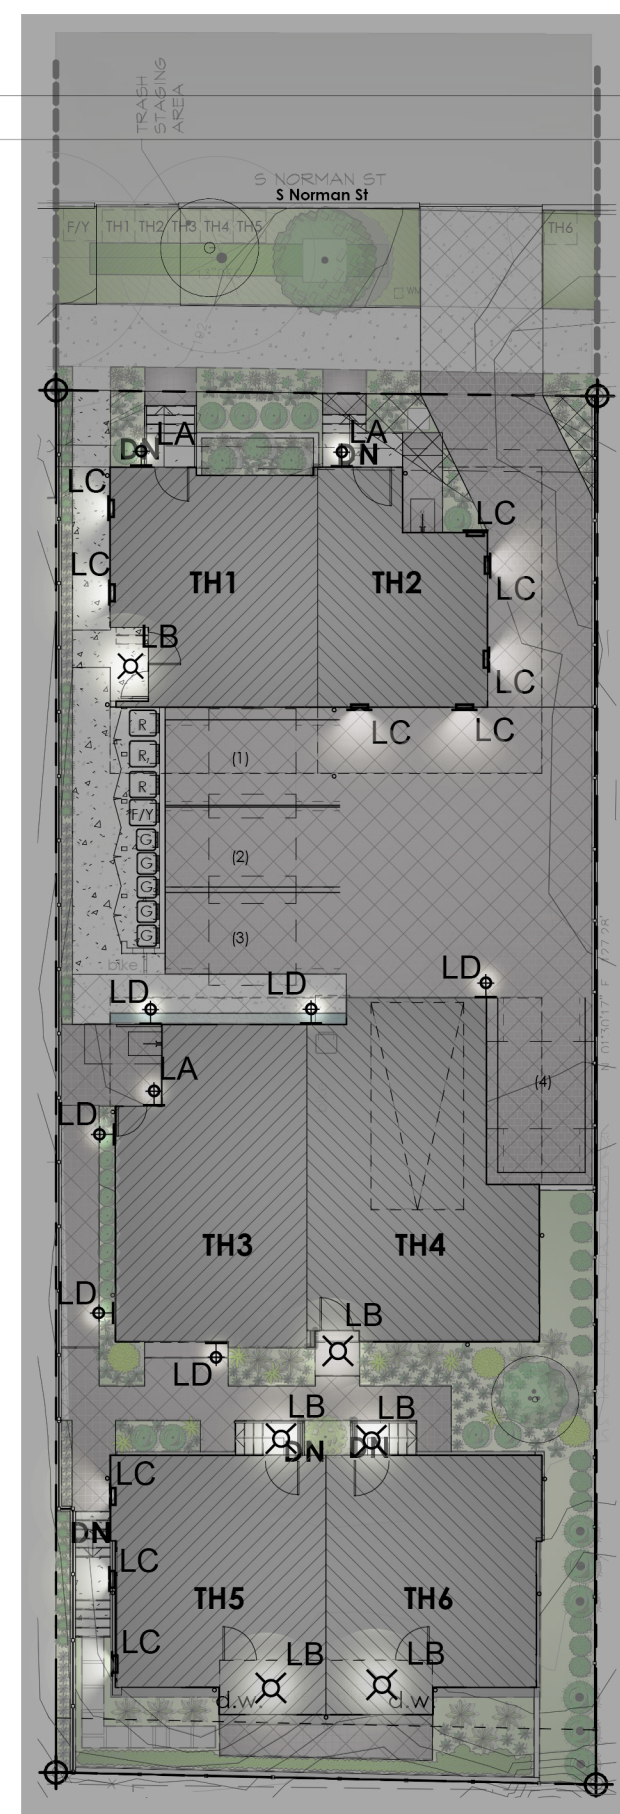 TRASH
STAGING
AREA
S NORMAN ST
S Norman St
F/Y TH1 TH2 TH3 TH4 TH5
TH6
DN LA
LA
DN
LC
LC
LC
TH1
TH2
LC
LB
LC
LC
LC
R
R
R
F/Y
G
G
G
G
G
(1)
(2)
(3)
bike
LD
LD
LD
LA
(4)
LD
TH3
TH4
LD
LB
LD
LB
LB
DN
DN
LC
DN
LC
TH5
TH6
LC
LB
LB
d.w.
d.w.